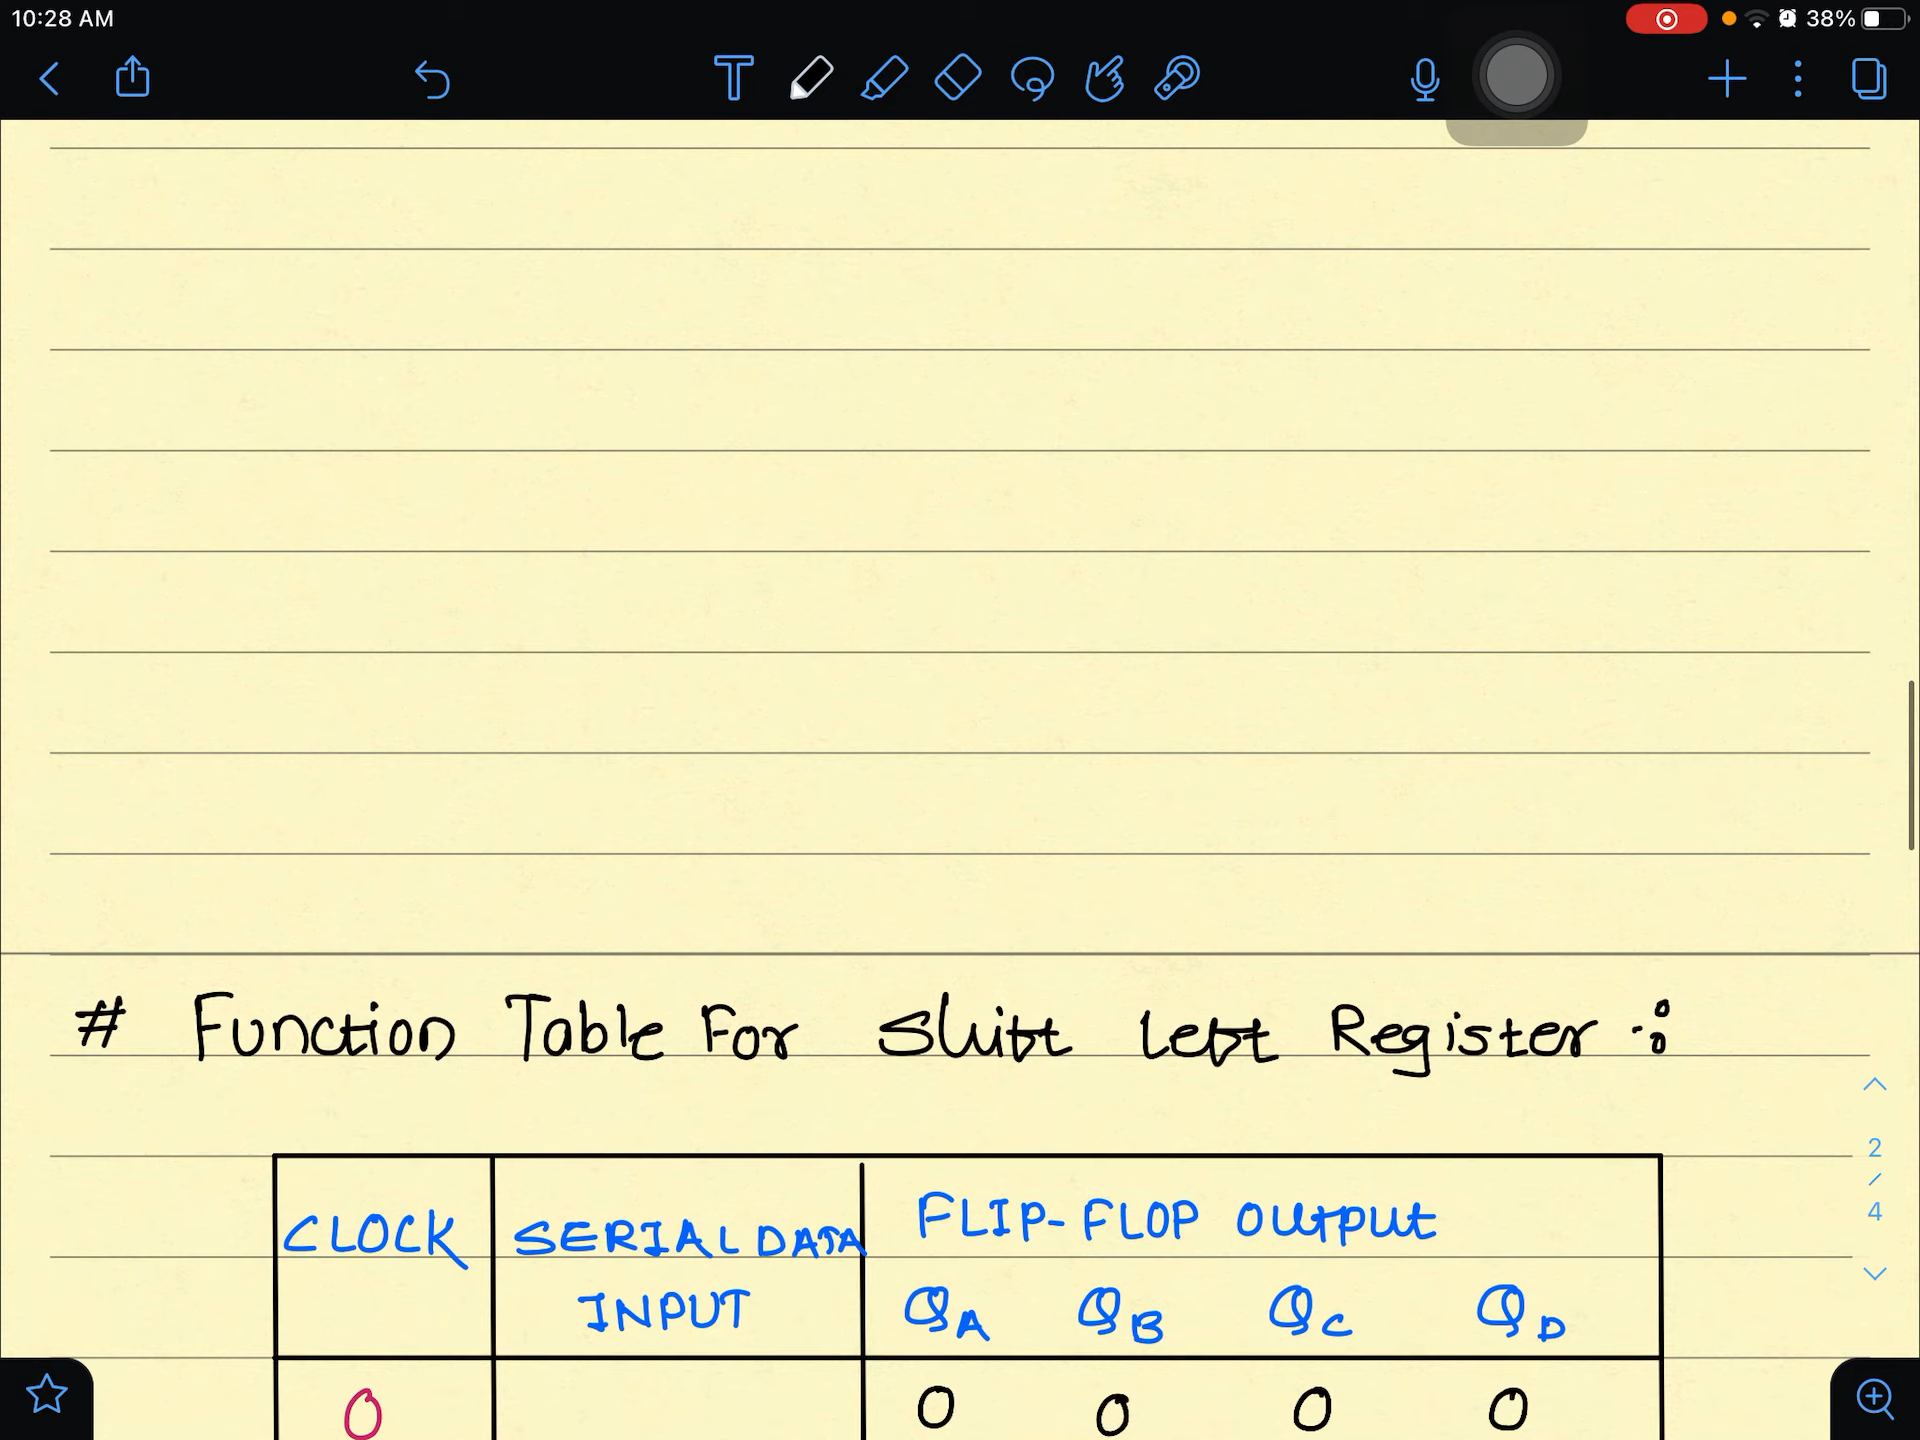 10:28 AM
38%
T
# Function Table For Shift left Register :
CLOCK SERIAL DATA FLIP-FLOP OUTPUT
INPUT QA QB QC QD
0 0 0 0 0
2
/
4